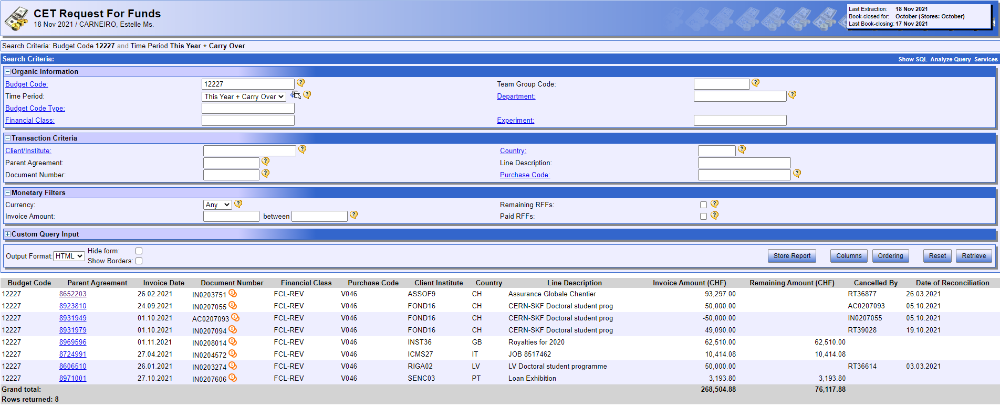 CET Request For Funds
18 Nov 2021 / CARNEIRO, Estelle Ms.
Last Extraction: 18 Nov 2021
Book-closed for: October (Stores: October)
Last Book-closing: 17 Nov 2021
Search Criteria: Budget Code 12227 and Time Period This Year + Carry Over
Search Criteria: Show SQL Analyze Query Services
Organic Information
Budget Code: 12227 Team Group Code:
Time Period: This Year + Carry Over Department:
Budget Code Type:
Financial Class: Experiment:
Transaction Criteria
Client/Institute: Country:
Parent Agreement: Line Description:
Document Number: Purchase Code:
Monetary Filters
Currency: Any Remaining RFFs:
Invoice Amount: between Paid RFFs:
Custom Query Input
Output Format: HTML Hide form:
Show Borders:
Store Report Columns Ordering Reset Retrieve
Budget Code Parent Agreement Invoice Date Document Number Financial Class Purchase Code Client Institute Country Line Description Invoice Amount (CHF) Remaining Amount (CHF) Cancelled By Date of Reconciliation
12227 8652203 26.02.2021 IN0203751 FCL-REV V046 ASSOF9 CH Assurance Globale Chantier 93,297.00 RT36877 26.03.2021
12227 8923810 24.09.2021 IN0207055 FCL-REV V046 FOND16 CH CERN-SKF Doctoral student prog 50,000.00 AC0207093 05.10.2021
12227 8931949 01.10.2021 AC0207093 FCL-REV V046 FOND16 CH CERN-SKF Doctoral student prog -50,000.00 IN0207055 05.10.2021
12227 8931979 01.10.2021 IN0207094 FCL-REV V046 FOND16 CH CERN-SKF Doctoral student prog 49,090.00 RT39028 19.10.2021
12227 8969596 01.11.2021 IN0208014 FCL-REV V046 INST36 GB Royalties for 2020 62,510.00 62,510.00
12227 8724991 27.04.2021 IN0204572 FCL-REV V046 ICMS27 IT JOB 8517462 10,414.08 10,414.08
12227 8606510 26.01.2021 IN0203274 FCL-REV V046 RIGA02 LV LV Doctoral student programme 50,000.00 RT36614 03.03.2021
12227 8971001 27.10.2021 IN0207606 FCL-REV V046 SENC03 PT Loan Exhibition 3,193.80 3,193.80
Grand total: 268,504.88 76,117.88
Rows returned: 8